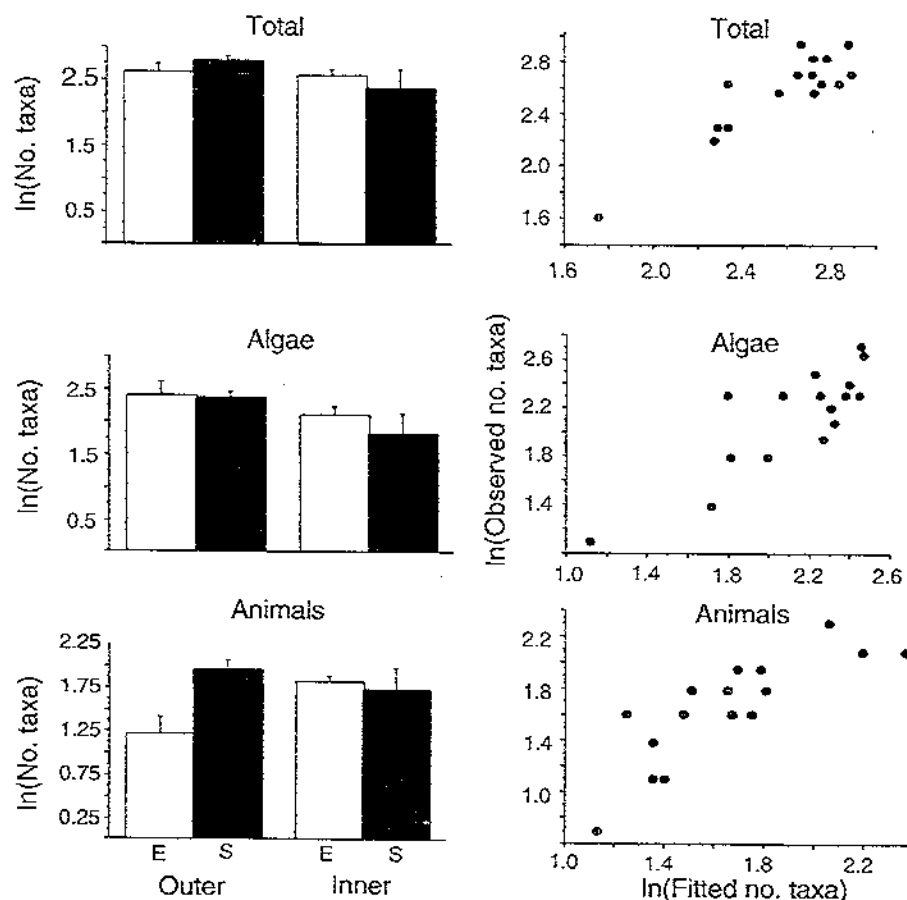 Total
ln(No. taxa)
2.5
1.5
0.5
Total
2.8
2.4
2.0
1.6
1.6 2.0 2.4 2.8
Algae
ln(No. taxa)
2.5
1.5
0.5
Algae
ln(Observed no. taxa)
2.6
2.2
1.8
1.4
1.0 1.4 1.8 2.2 2.6
Animals
ln(No. taxa)
2.25
1.75
1.25
0.75
0.25
E S E S
Outer Inner
Animals
2.2
1.8
1.4
1.0
1.0 1.4 1.8 2.2
ln(Fitted no. taxa)